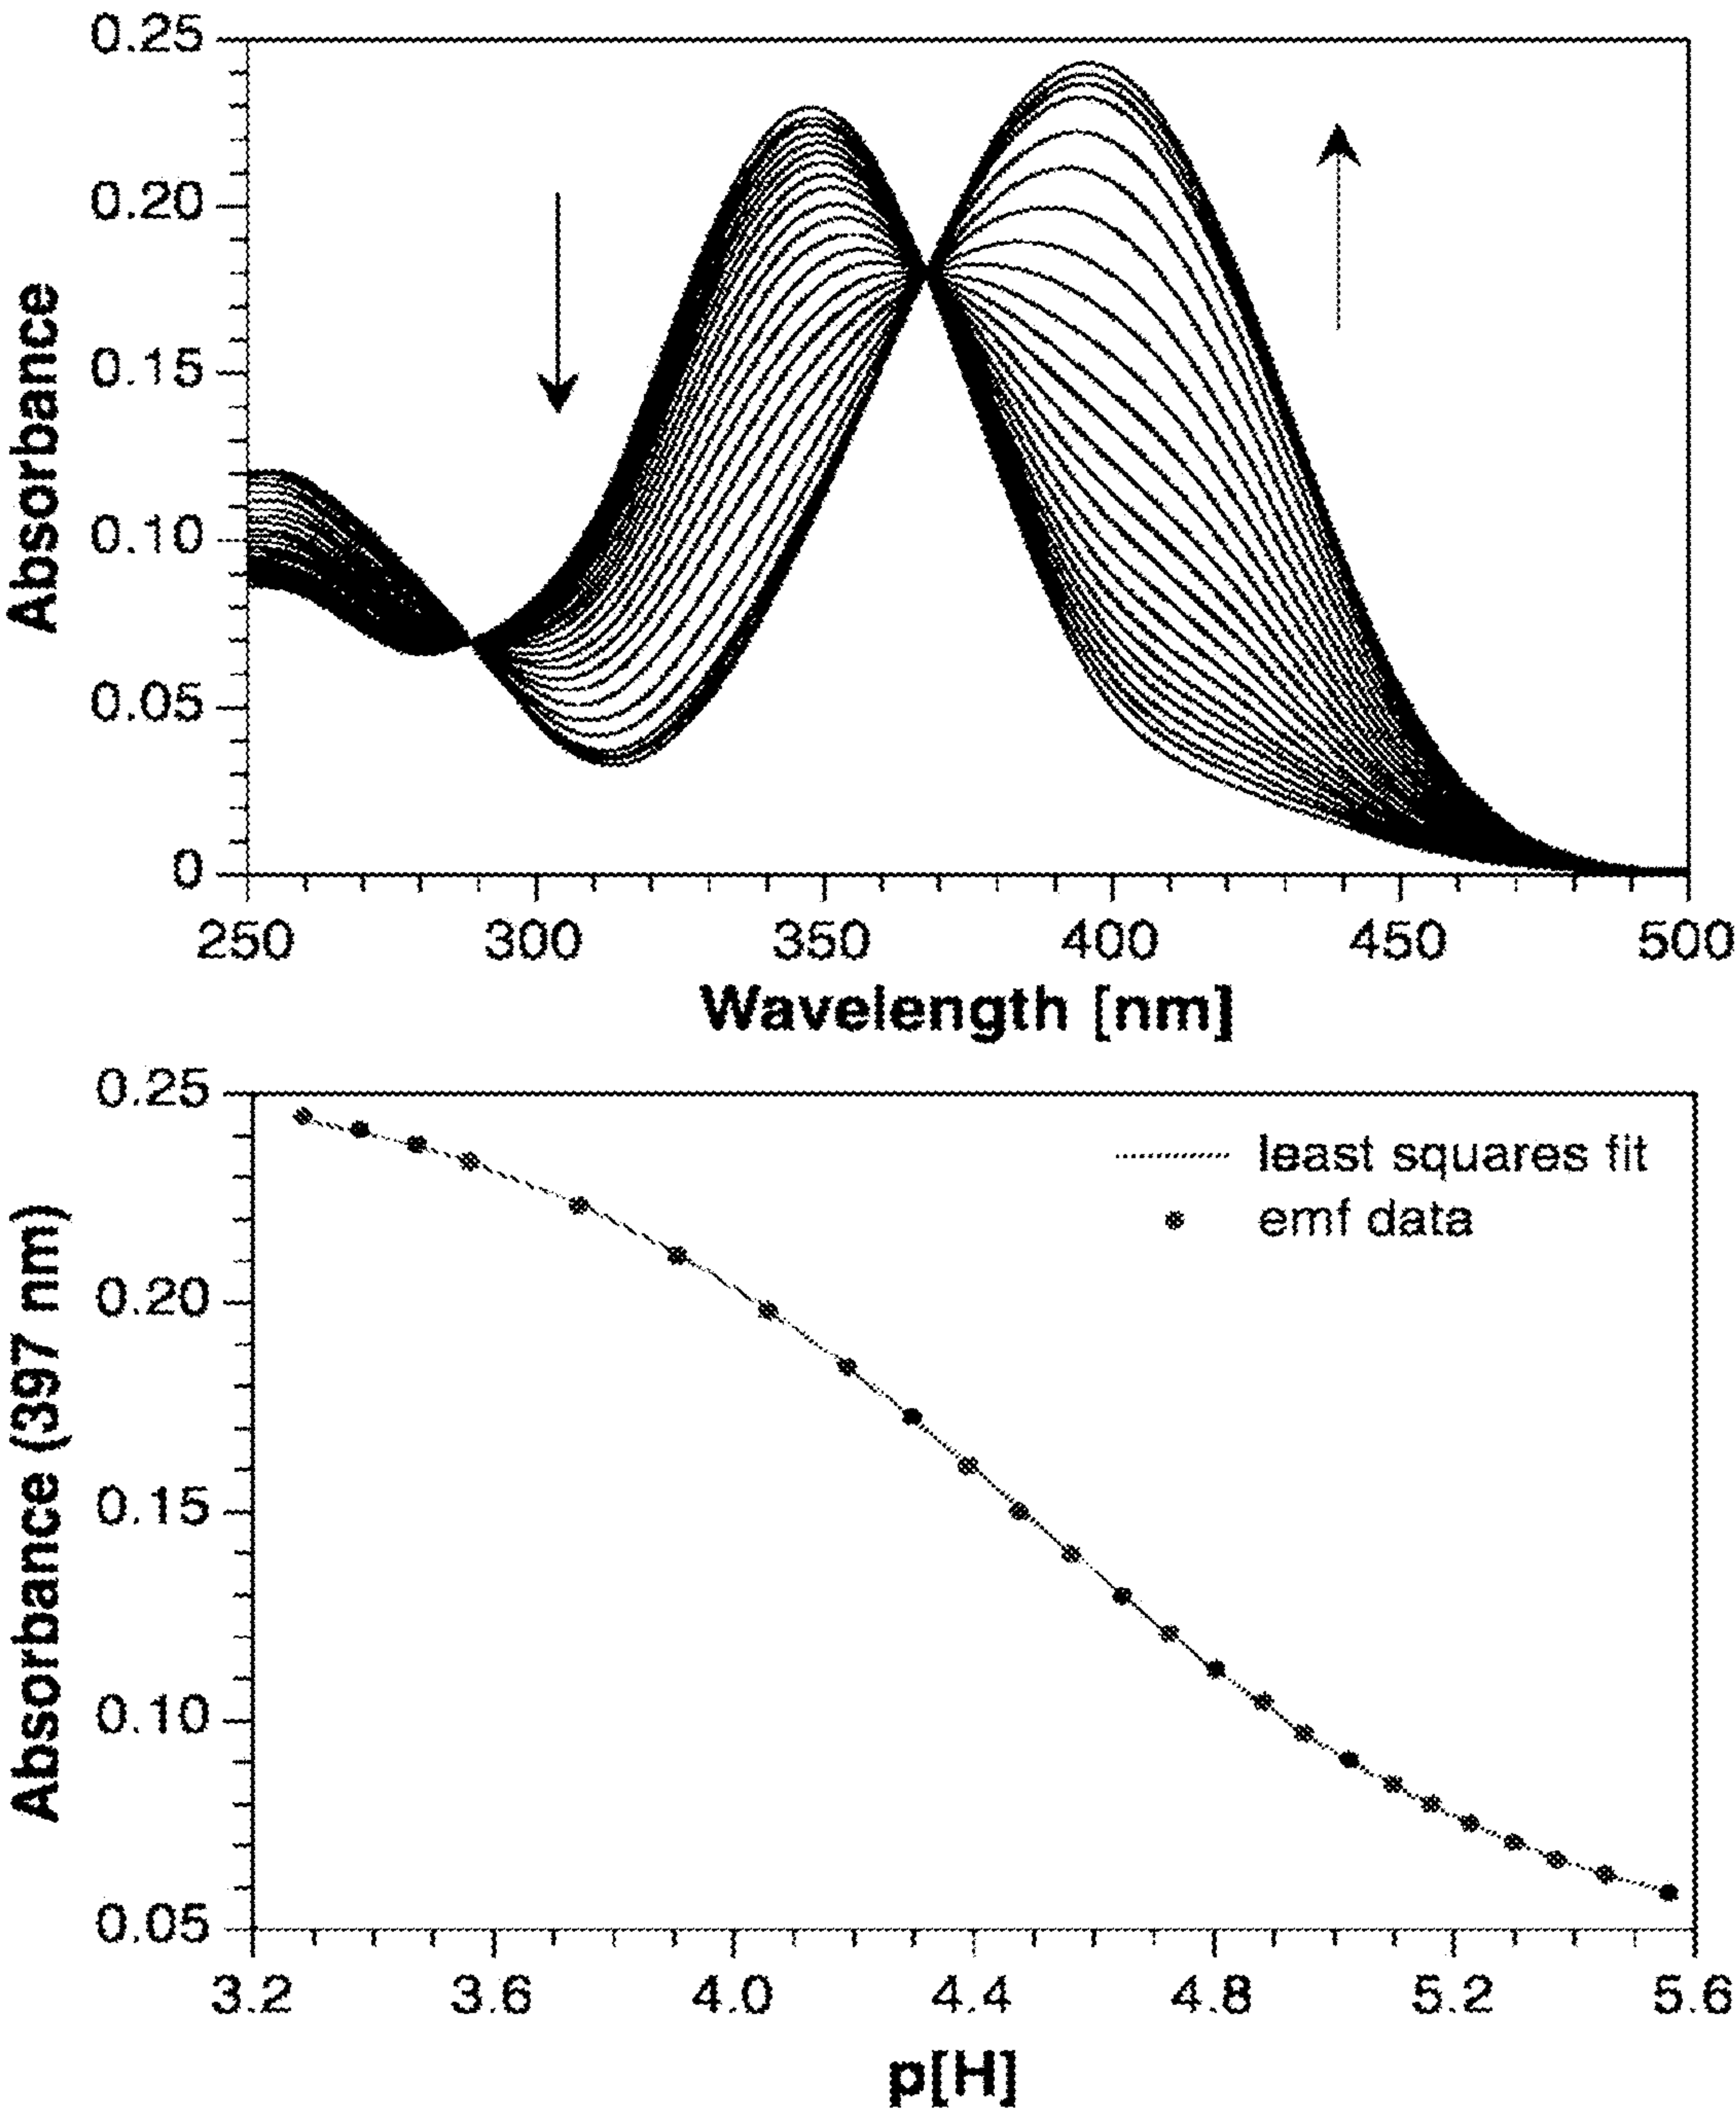 0.25
0.20
0.15
0.10
0.05
0
Absorbance
250 300 350 400 450 500
Wavelength [nm]
0.25
0.20
0.15
0.10
0.05
Absorbance (397 nm)
least squares fit
emf data
3.2 3.6 4.0 4.4 4.8 5.2 5.6
p[H]